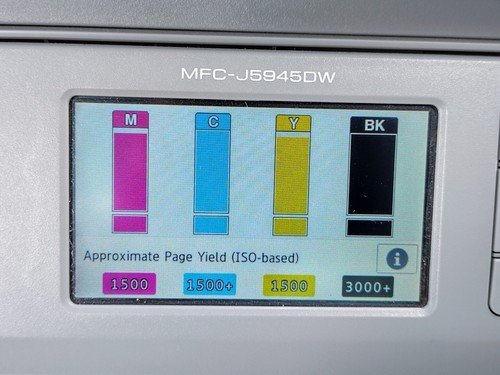 MFC-J5945DW
M C Y BK
Approximate Page Yield (ISO-based)
i
1500 1500+ 1500 3000+